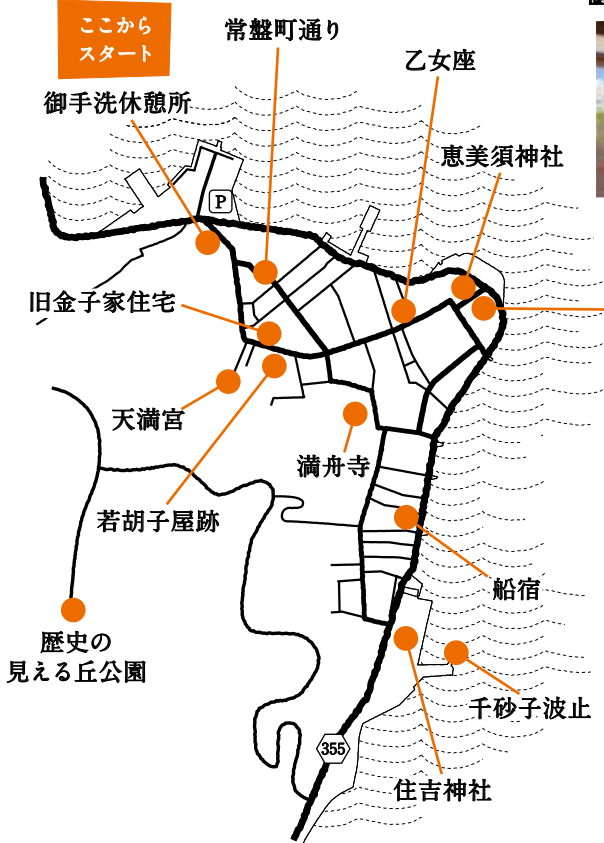 ここから
スタート
常盤町通り
乙女座
御手洗休憩所
恵美須神社
P
旧金子家住宅
天満宮
満舟寺
若胡子屋跡
船宿
歴史の
見える丘公園
千砂子波止
355
住吉神社